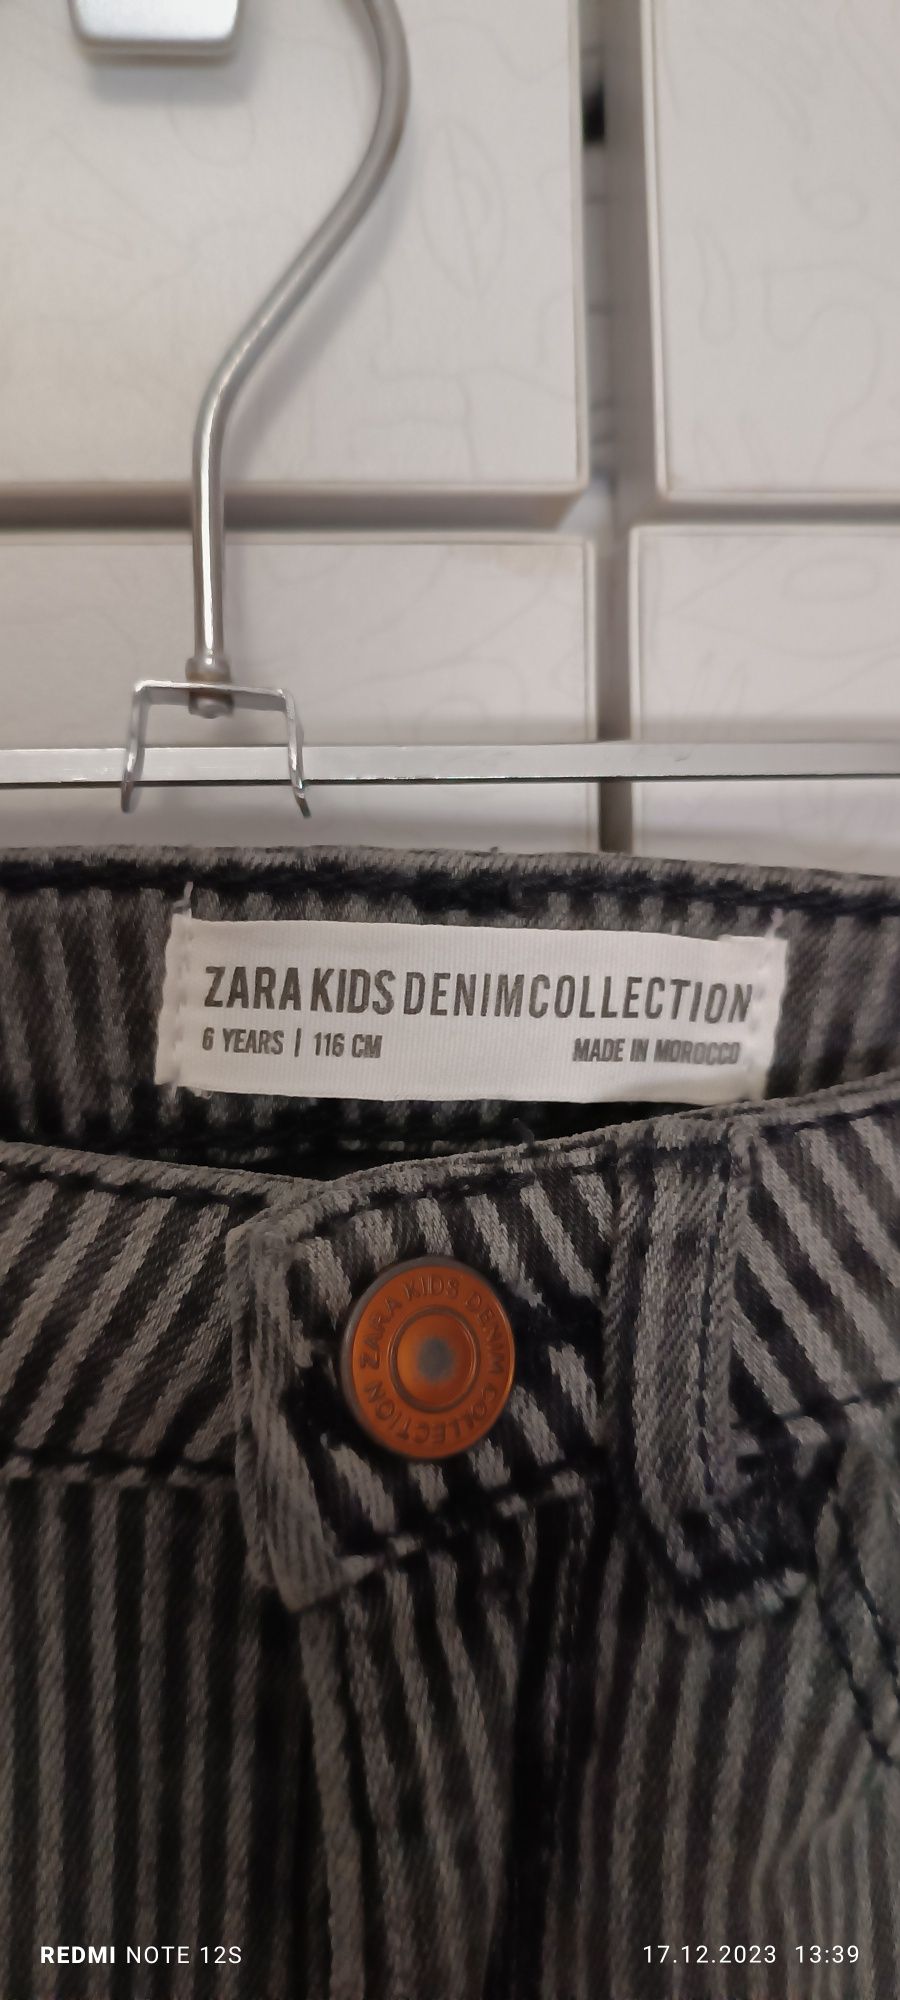 ZARA KIDS DENIMCOLLECTION
6 YEARS | 116 CM MADE IN MOROCCO
ZARA KIDS DENIM COLLECTION
REDMI NOTE 12S 17.12.2023 13:39